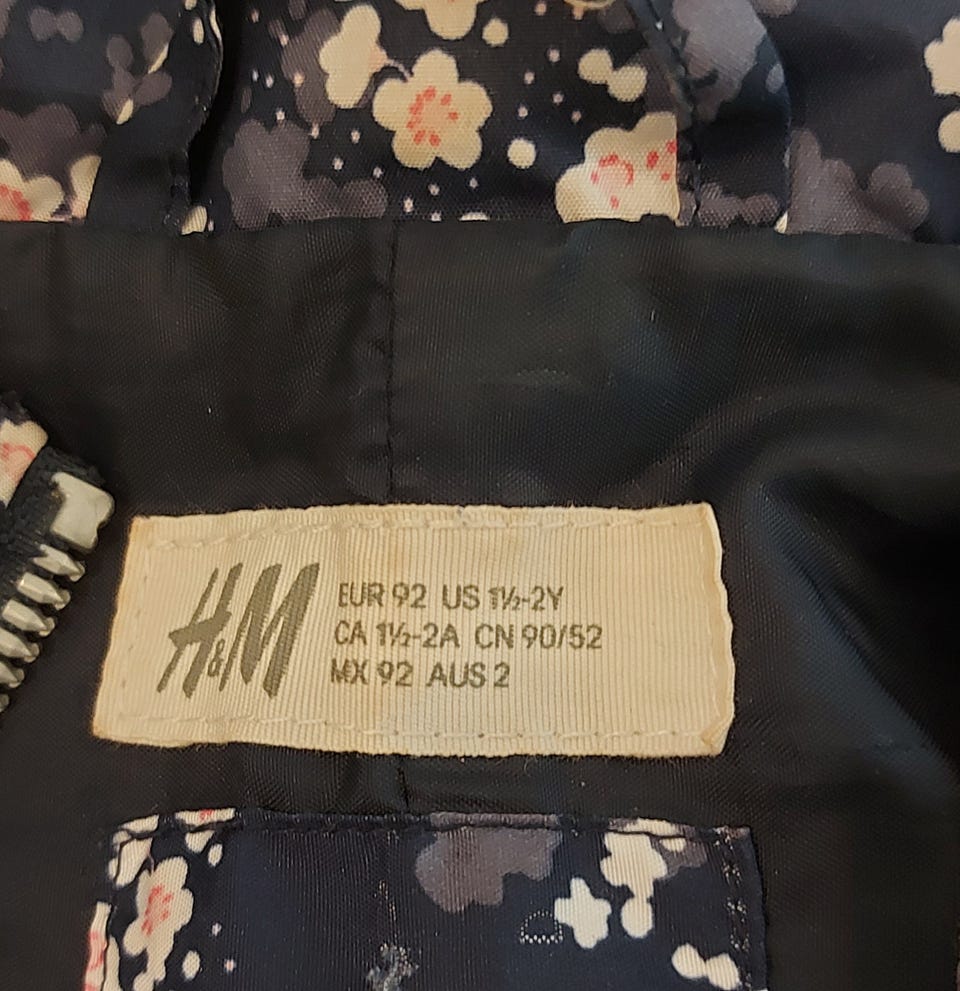 H&M
EUR 92 US 1½-2Y
CA 1½-2A CN 90/52
MX 92 AUS 2